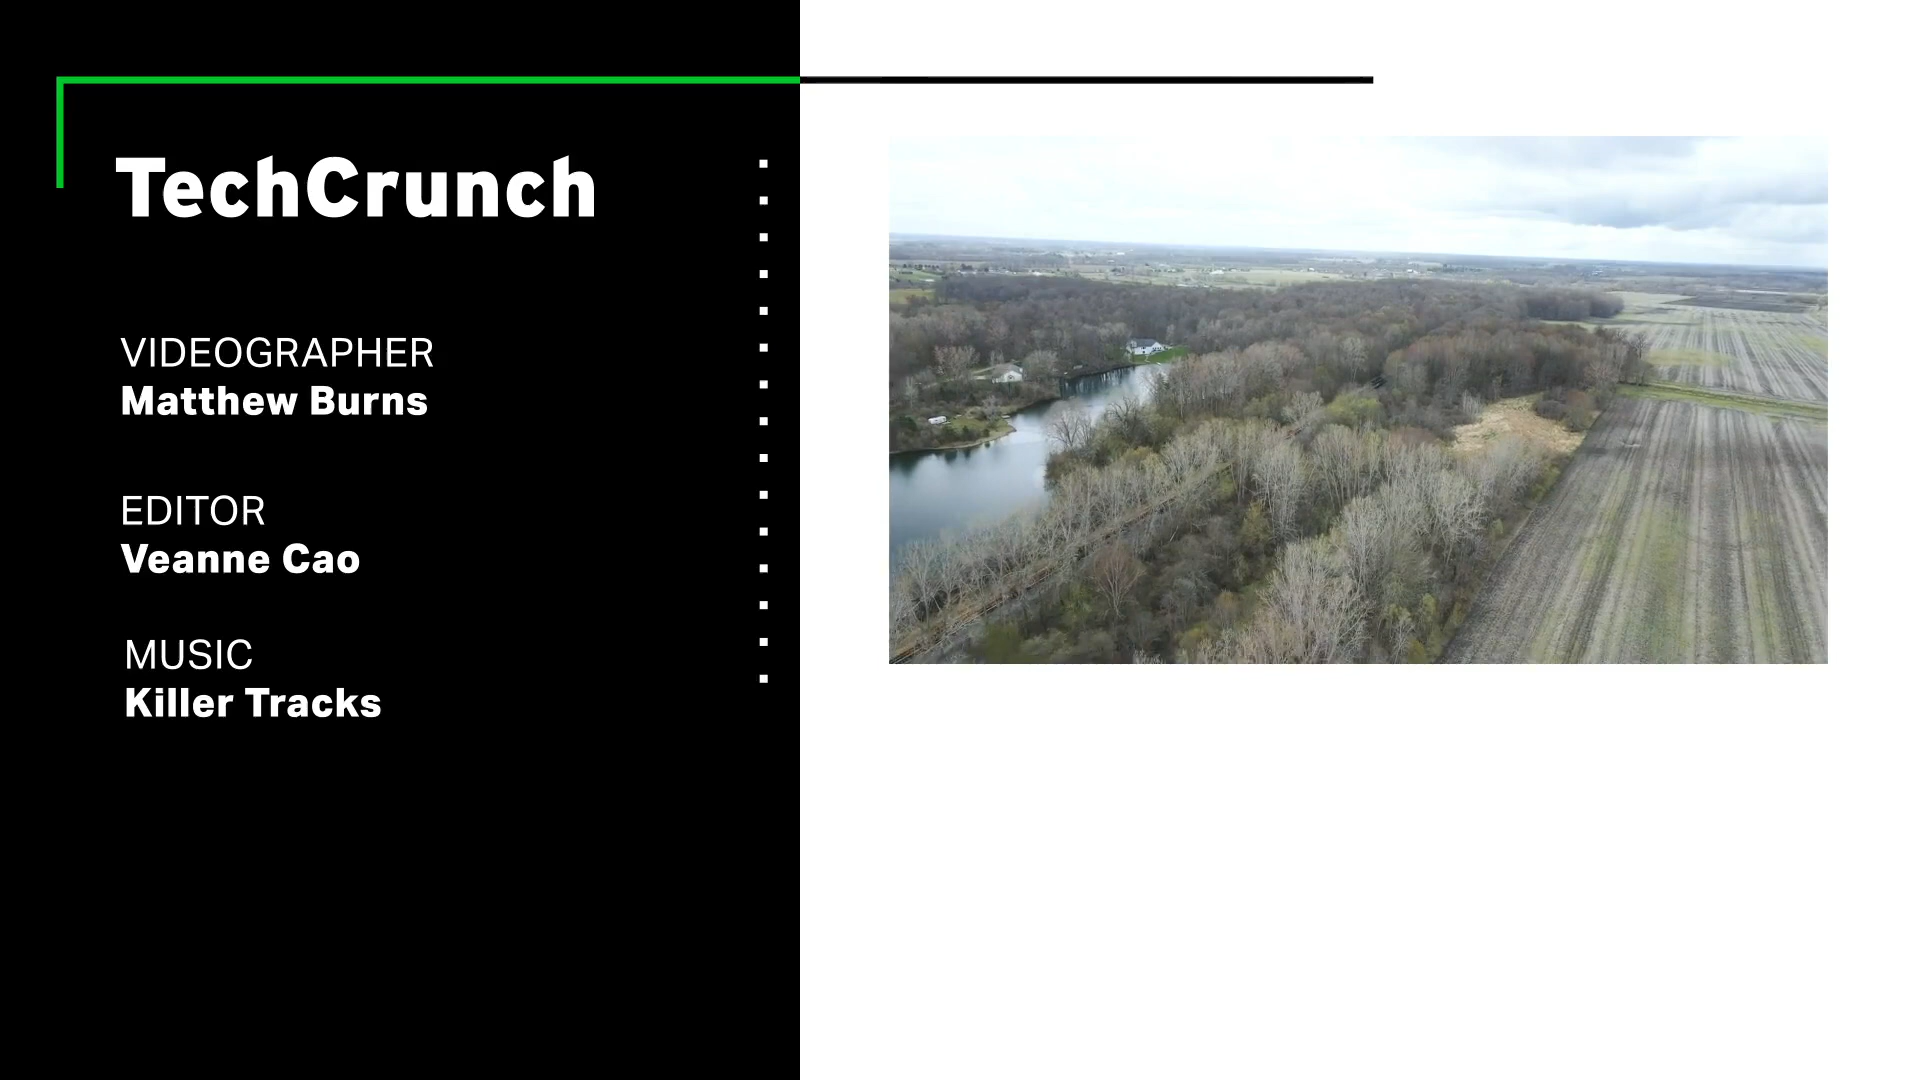 TechCrunch
VIDEOGRAPHER
Matthew Burns
EDITOR
Veanne Cao
MUSIC
Killer Tracks